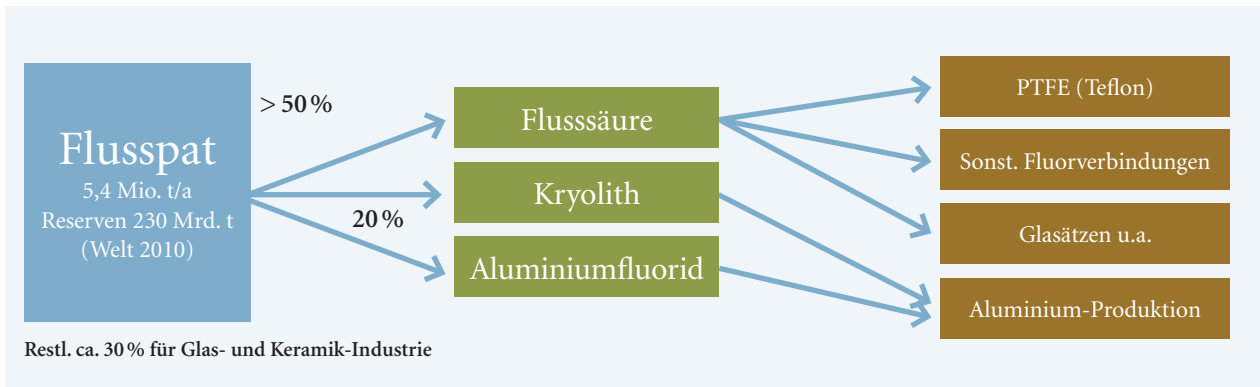 Flusspat
5,4 Mio. t/a
Reserven 230 Mrd. t
(Welt 2010)
> 50 %
20 %
Flusssäure
Kryolith
Aluminiumfluorid
PTFE (Teflon)
Sonst. Fluorverbindungen
Glasätzen u.a.
Aluminium-Produktion
Restl. ca. 30 % für Glas- und Keramik-Industrie